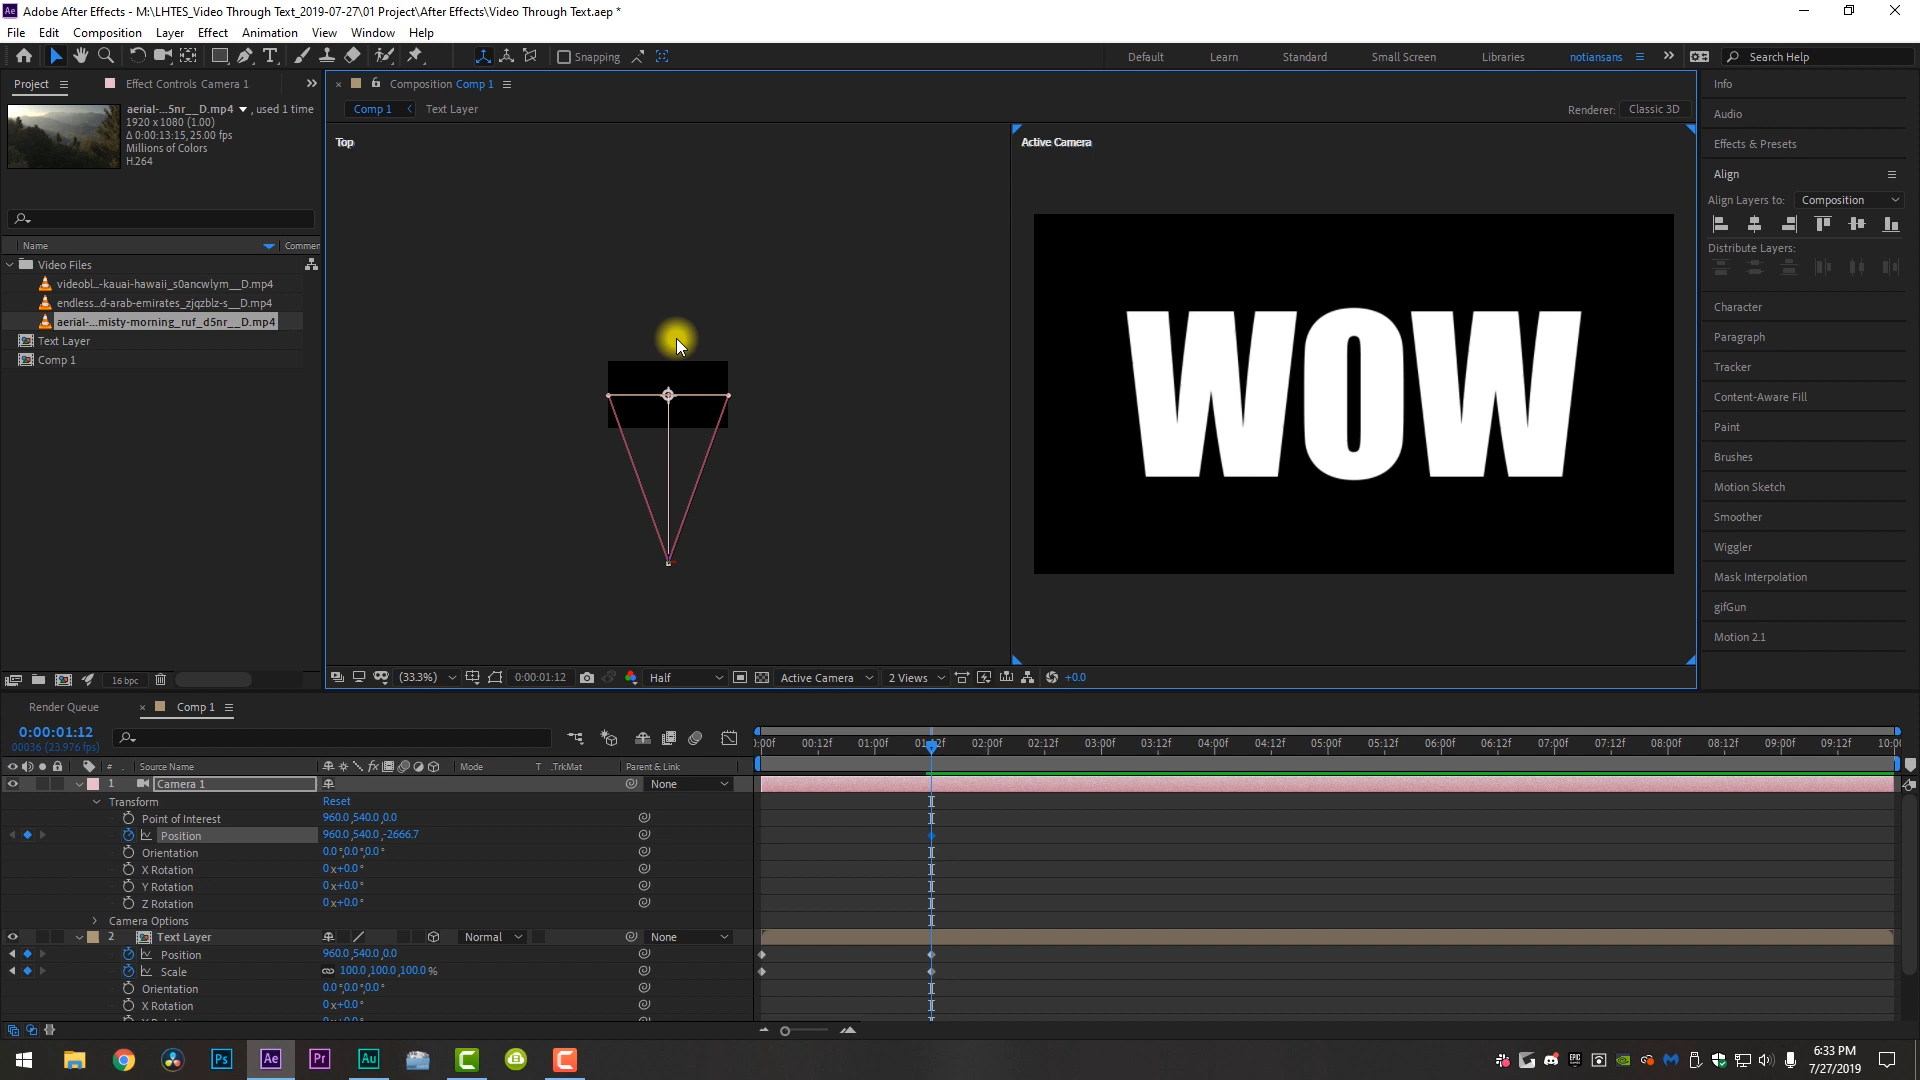 Adobe After Effects - M:\LHTES_Video Through Text_2019-07-27\01 Project\After Effects\Video Through Text.aep *
File Edit Composition Layer Effect Animation View Window Help
Snapping Default Learn Standard Small Screen Libraries notiansans Search Help
Project Effect Controls Camera 1
Composition Comp 1
Info
aerial-...5nr__D.mp4 , used 1 time
Comp 1 Text Layer Renderer: Classic 3D
1920 x 1080 (1.00)
Audio
Δ 0:00:13:15, 25.00 fps
Top
Active Camera
Millions of Colors
Effects & Presets
H.264
Align
Align Layers to: Composition
Distribute Layers:
Name Commen
Video Files
videobl...-kauai-hawaii_s0ancwlym__D.mp4
endless...d-arab-emirates_zjqzblz-s__D.mp4
aerial-...misty-morning_ruf_d5nr__D.mp4
Text Layer
Comp 1
WOW
Character
Paragraph
Tracker
Content-Aware Fill
Paint
Brushes
Motion Sketch
Smoother
Wiggler
Mask Interpolation
gifGun
Motion 2.1
16 bpc
(33.3%) 0:00:01:12 Half Active Camera 2 Views +0.0
Render Queue Comp 1
0:00:01:12
00036 (23.976 fps)
00f 00:12f 01:00f 01:12f 02:00f 02:12f 03:00f 03:12f 04:00f 04:12f 05:00f 05:12f 06:00f 06:12f 07:00f 07:12f 08:00f 08:12f 09:00f 09:12f 10:0
# Source Name Mode T .TrkMat Parent & Link
1 Camera 1 None
Transform Reset
Point of Interest 960.0,540.0,0.0
Position 960.0,540.0,-2666.7
Orientation 0.0°,0.0°,0.0°
X Rotation 0x+0.0°
Y Rotation 0x+0.0°
Z Rotation 0x+0.0°
Camera Options
2 Text Layer Normal None
Position 960.0,540.0,0.0
Scale 100.0,100.0,100.0%
Orientation 0.0°,0.0°,0.0°
X Rotation 0x+0.0°
Ps Ae Pr Au
6:33 PM
7/27/2019